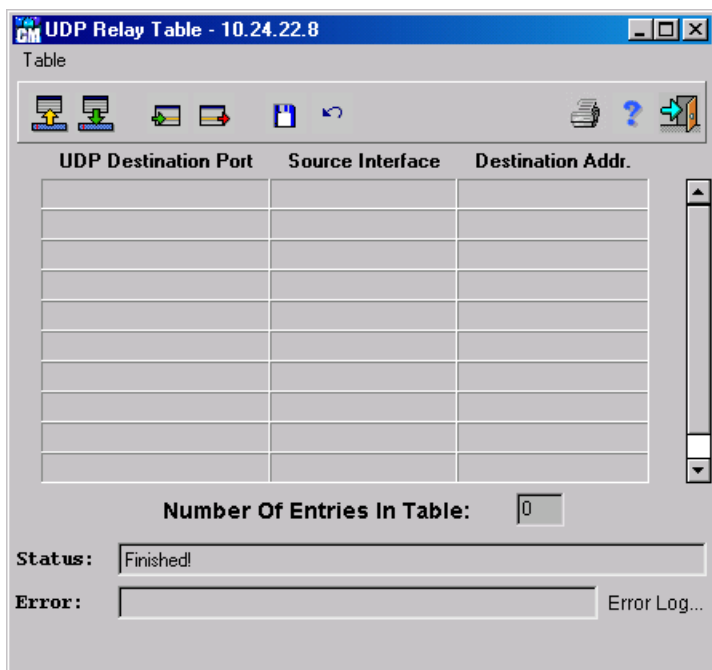 CM UDP Relay Table - 10.24.22.8
Table
UDP Destination Port Source Interface Destination Addr.
Number Of Entries In Table: 0
Status: Finished!
Error: Error Log...